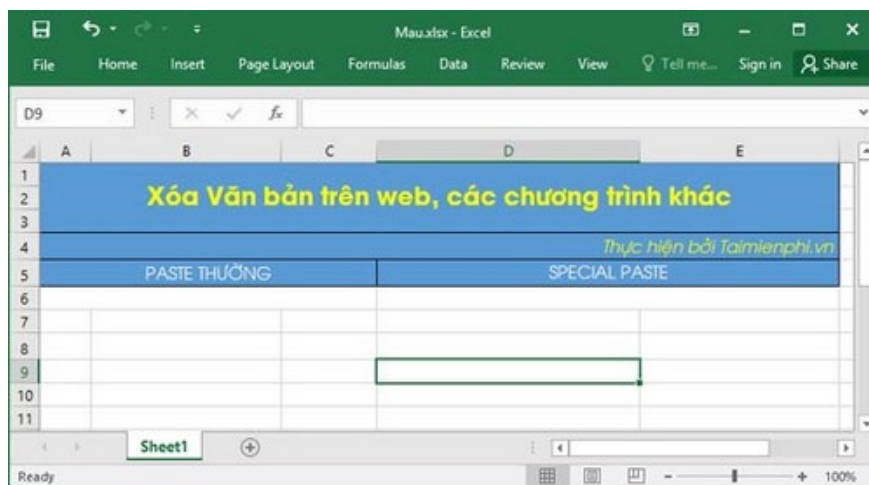 Mau.xlsx - Excel
File Home Insert Page Layout Formulas Data Review View Tell me... Sign in Share
D9 fx
A B C D E
1
2 Xóa Văn bản trên web, các chương trình khác
3
4 Thực hiện bởi Taimienphi.vn
5 PASTE THƯỜNG SPECIAL PASTE
6
7
8
9
10
11
Sheet1
Ready 100%